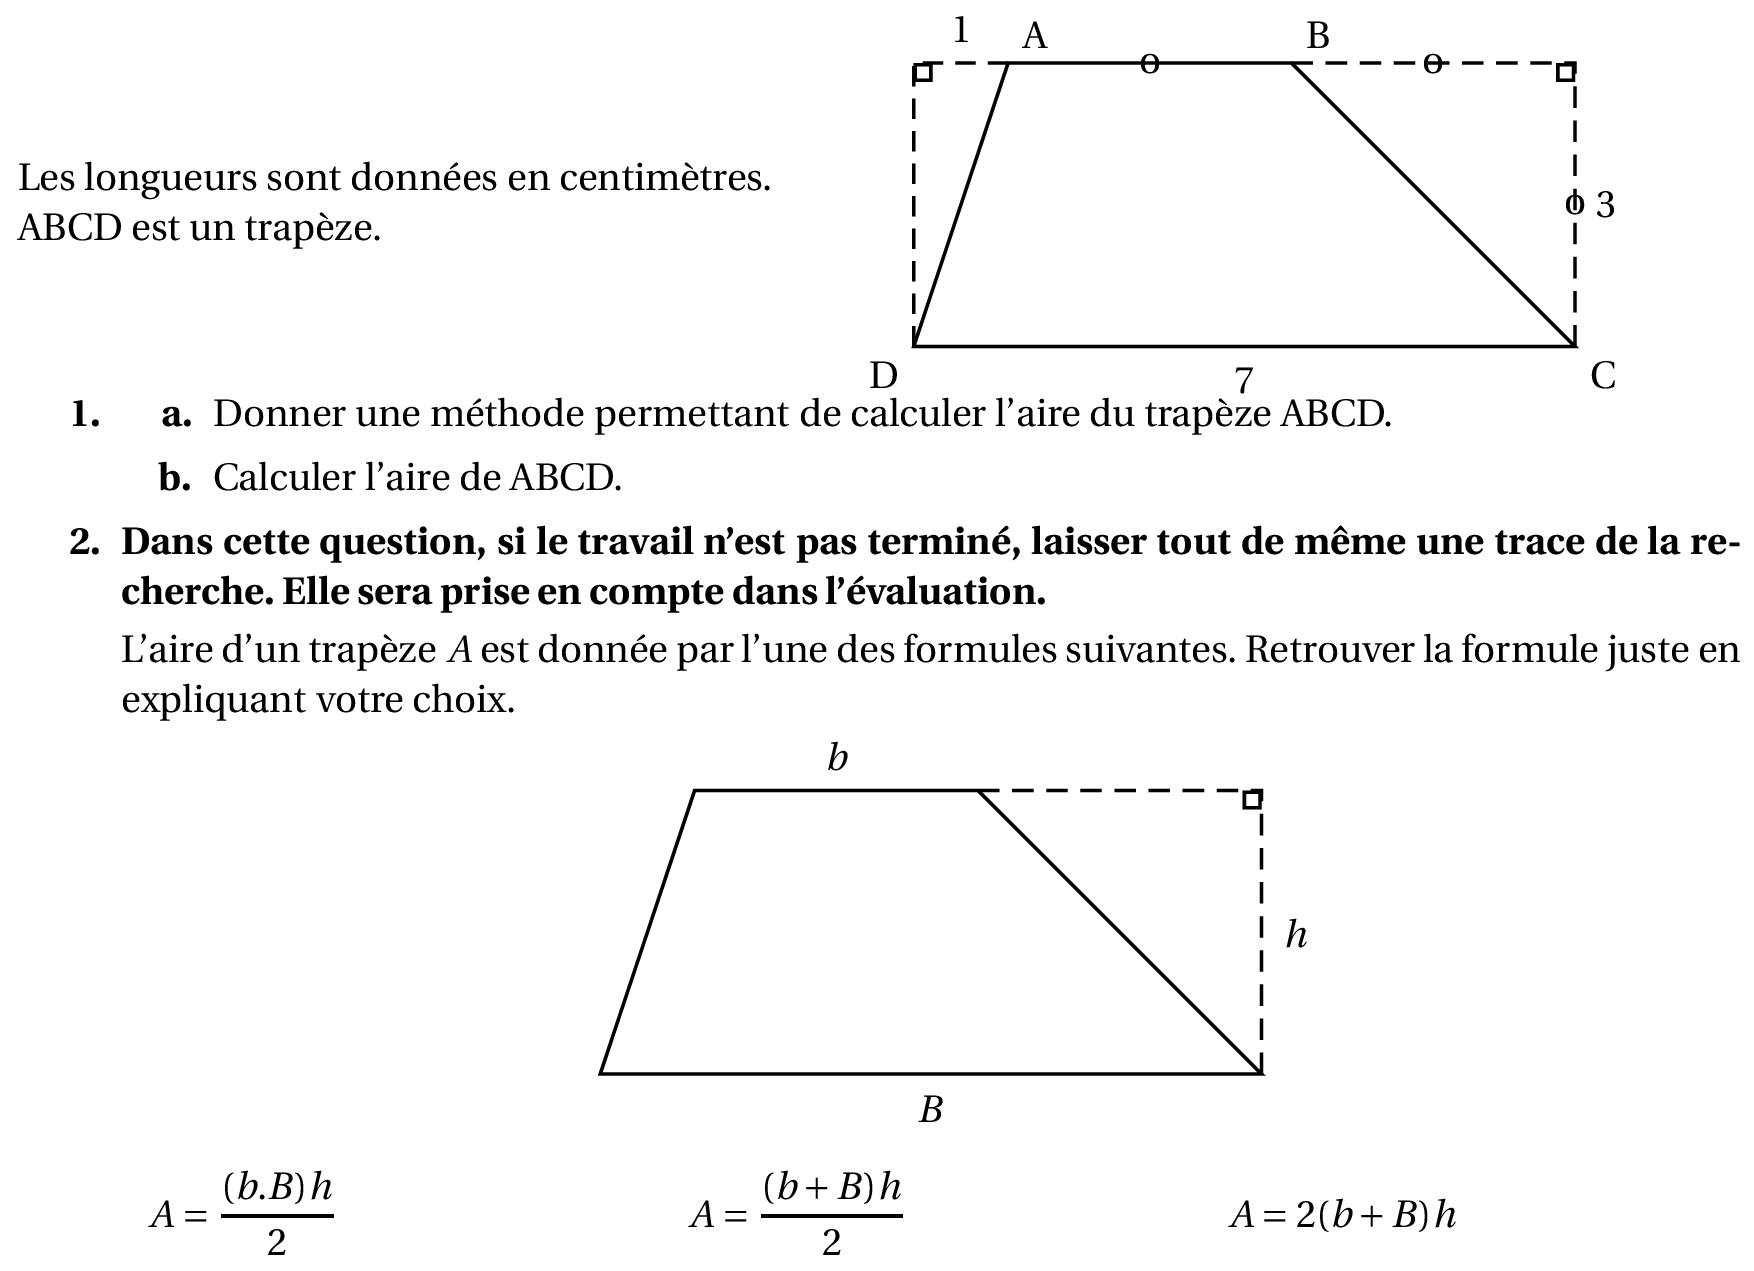 1 A B
Les longueurs sont données en centimètres.
ABCD est un trapèze.
3
D 7 C
1. a. Donner une méthode permettant de calculer l’aire du trapèze ABCD.
b. Calculer l’aire de ABCD.
2. Dans cette question, si le travail n’est pas terminé, laisser tout de même une trace de la re-
cherche. Elle sera prise en compte dans l’évaluation.
L’aire d’un trapèze A est donnée par l’une des formules suivantes. Retrouver la formule juste en
expliquant votre choix.
b
h
B
A = (b.B)h / 2 A = (b + B)h / 2 A = 2(b + B)h